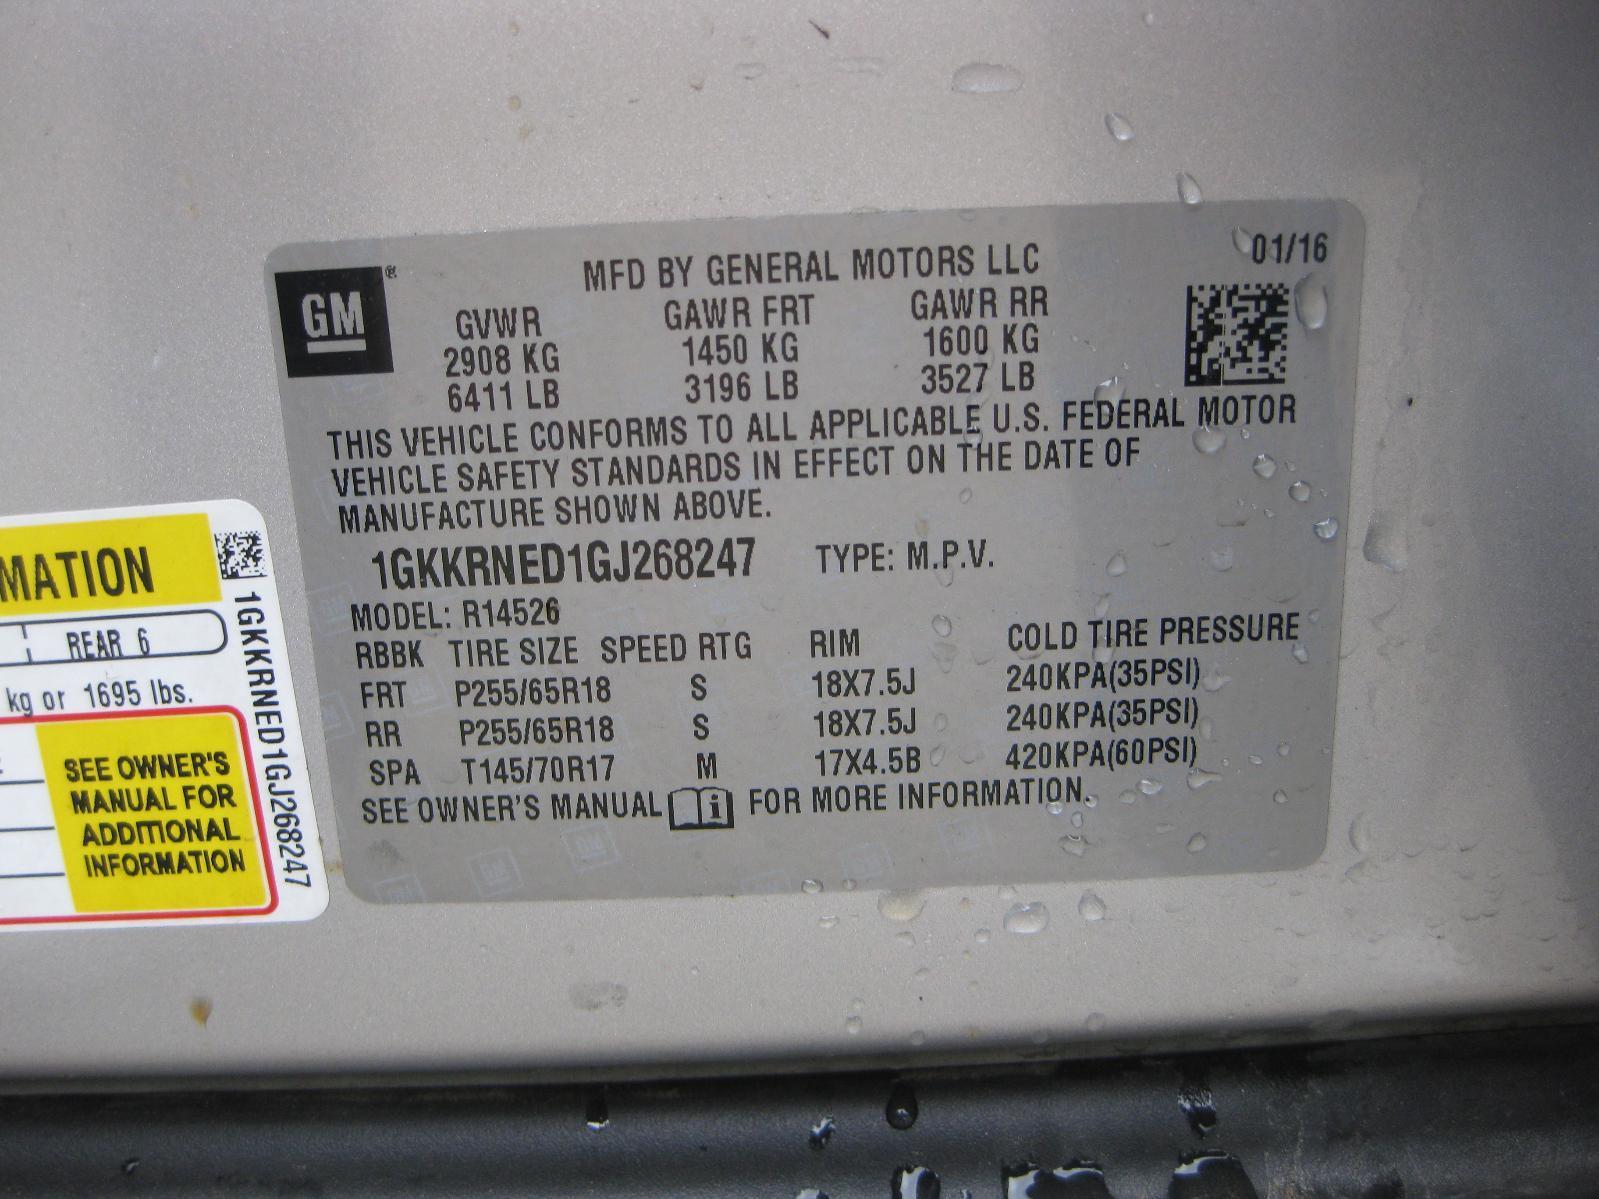 GM ®
MFD BY GENERAL MOTORS LLC 01/16
GVWR GAWR FRT GAWR RR
2908 KG 1450 KG 1600 KG
6411 LB 3196 LB 3527 LB
THIS VEHICLE CONFORMS TO ALL APPLICABLE U.S. FEDERAL MOTOR
VEHICLE SAFETY STANDARDS IN EFFECT ON THE DATE OF
MANUFACTURE SHOWN ABOVE.
1GKKRNED1GJ268247 TYPE: M.P.V.
MODEL: R14526
RBBK TIRE SIZE SPEED RTG RIM COLD TIRE PRESSURE
FRT P255/65R18 S 18X7.5J 240KPA(35PSI)
RR P255/65R18 S 18X7.5J 240KPA(35PSI)
SPA T145/70R17 M 17X4.5B 420KPA(60PSI)
SEE OWNER'S MANUAL i FOR MORE INFORMATION.
MATION
REAR 6
kg or 1695 lbs.
SEE OWNER'S
MANUAL FOR
ADDITIONAL
INFORMATION
1GKKRNED1GJ268247